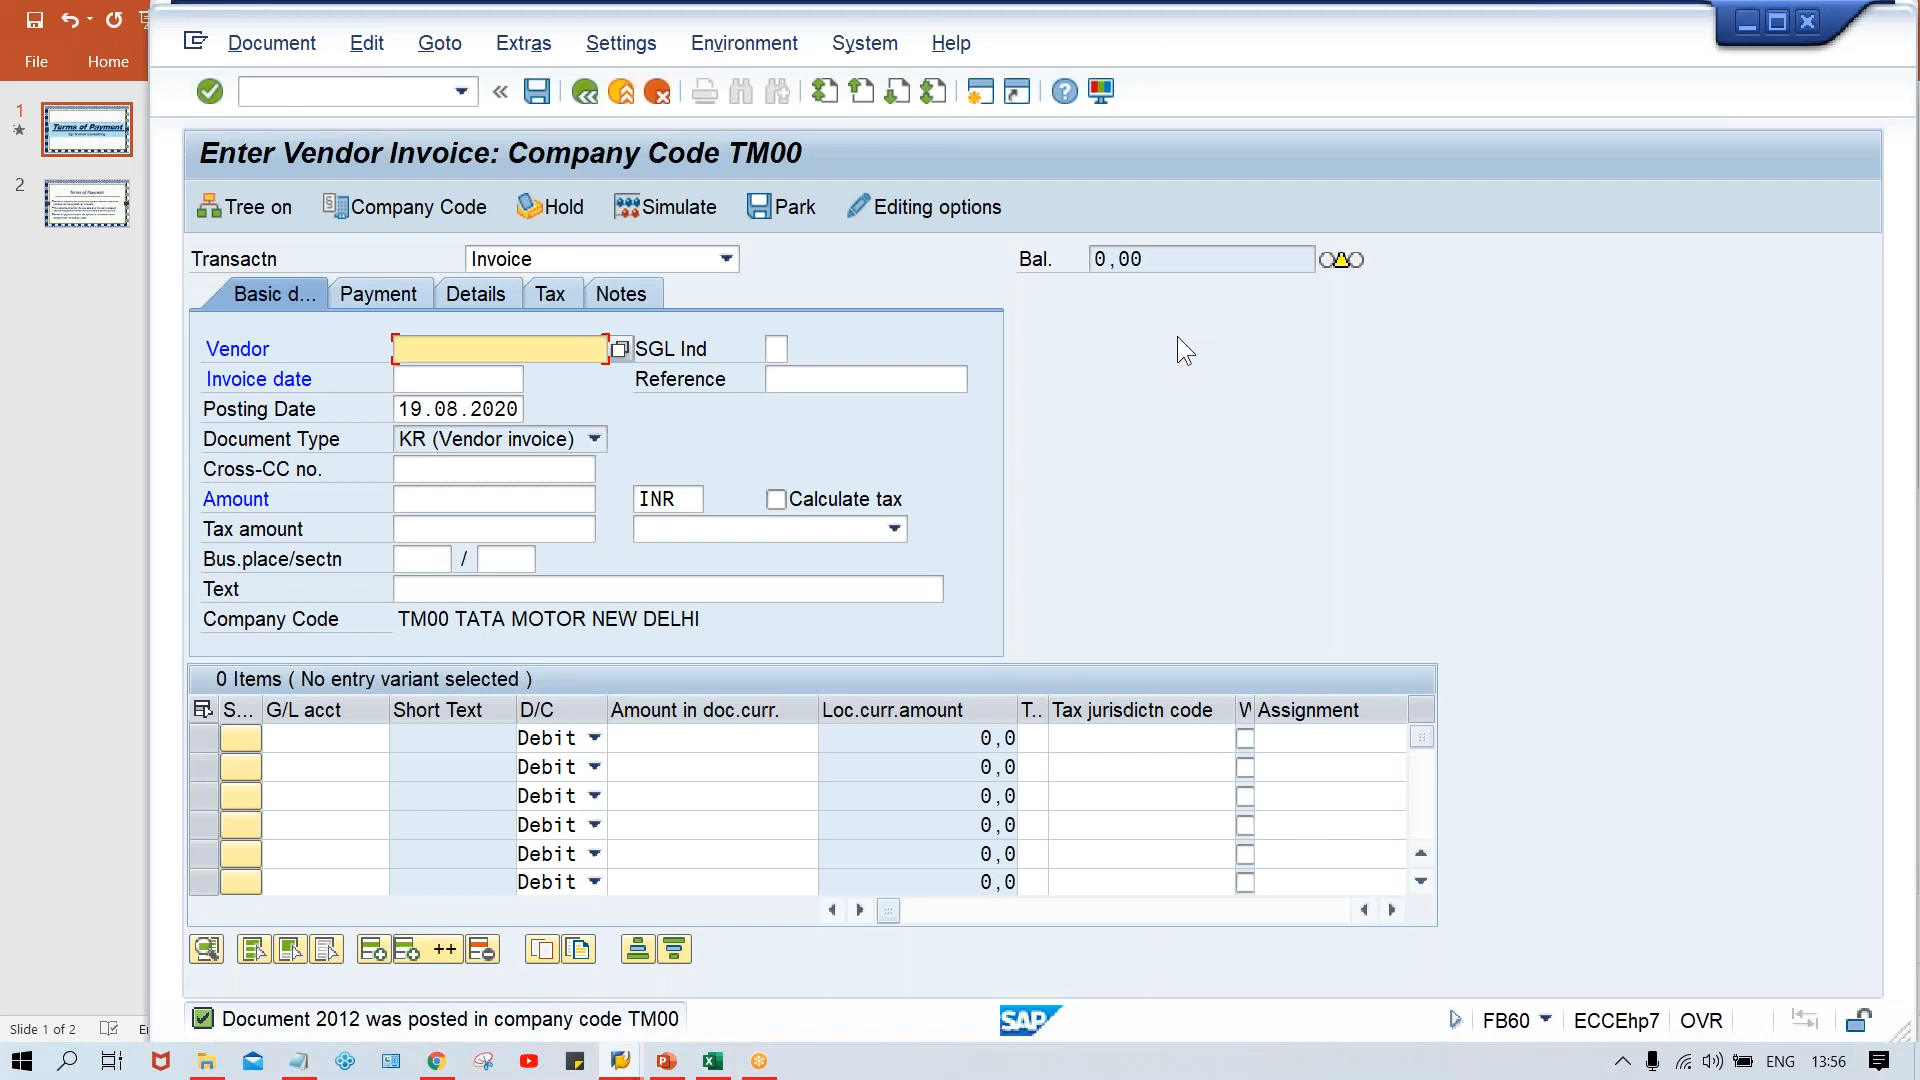 Document Edit Goto Extras Settings Environment System Help
File Home
Enter Vendor Invoice: Company Code TM00
Tree on Company Code Hold Simulate Park Editing options
Transactn Invoice Bal. 0,00
Basic d... Payment Details Tax Notes
Vendor SGL Ind
Invoice date Reference
Posting Date 19.08.2020
Document Type KR (Vendor invoice)
Cross-CC no.
Amount INR Calculate tax
Tax amount
Bus.place/sectn /
Text
Company Code TM00 TATA MOTOR NEW DELHI
0 Items ( No entry variant selected )
S... G/L acct Short Text D/C Amount in doc.curr. Loc.curr.amount T.. Tax jurisdictn code W Assignment
Debit 0,0
Debit 0,0
Debit 0,0
Debit 0,0
Debit 0,0
Debit 0,0
++
Document 2012 was posted in company code TM00
SAP
FB60 ECCEhp7 OVR
1
Terms of Payment
2
Terms of Payment
Slide 1 of 2
ENG 13:56